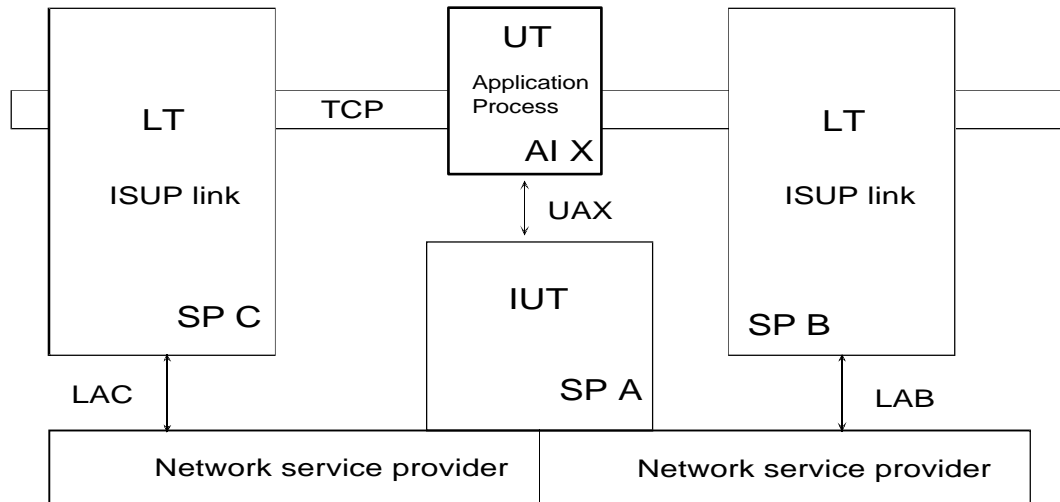 UT
Application
Process
AI X
LT
ISUP link
SP C
TCP
LT
ISUP link
SP B
UAX
IUT
SP A
LAC
LAB
Network service provider
Network service provider